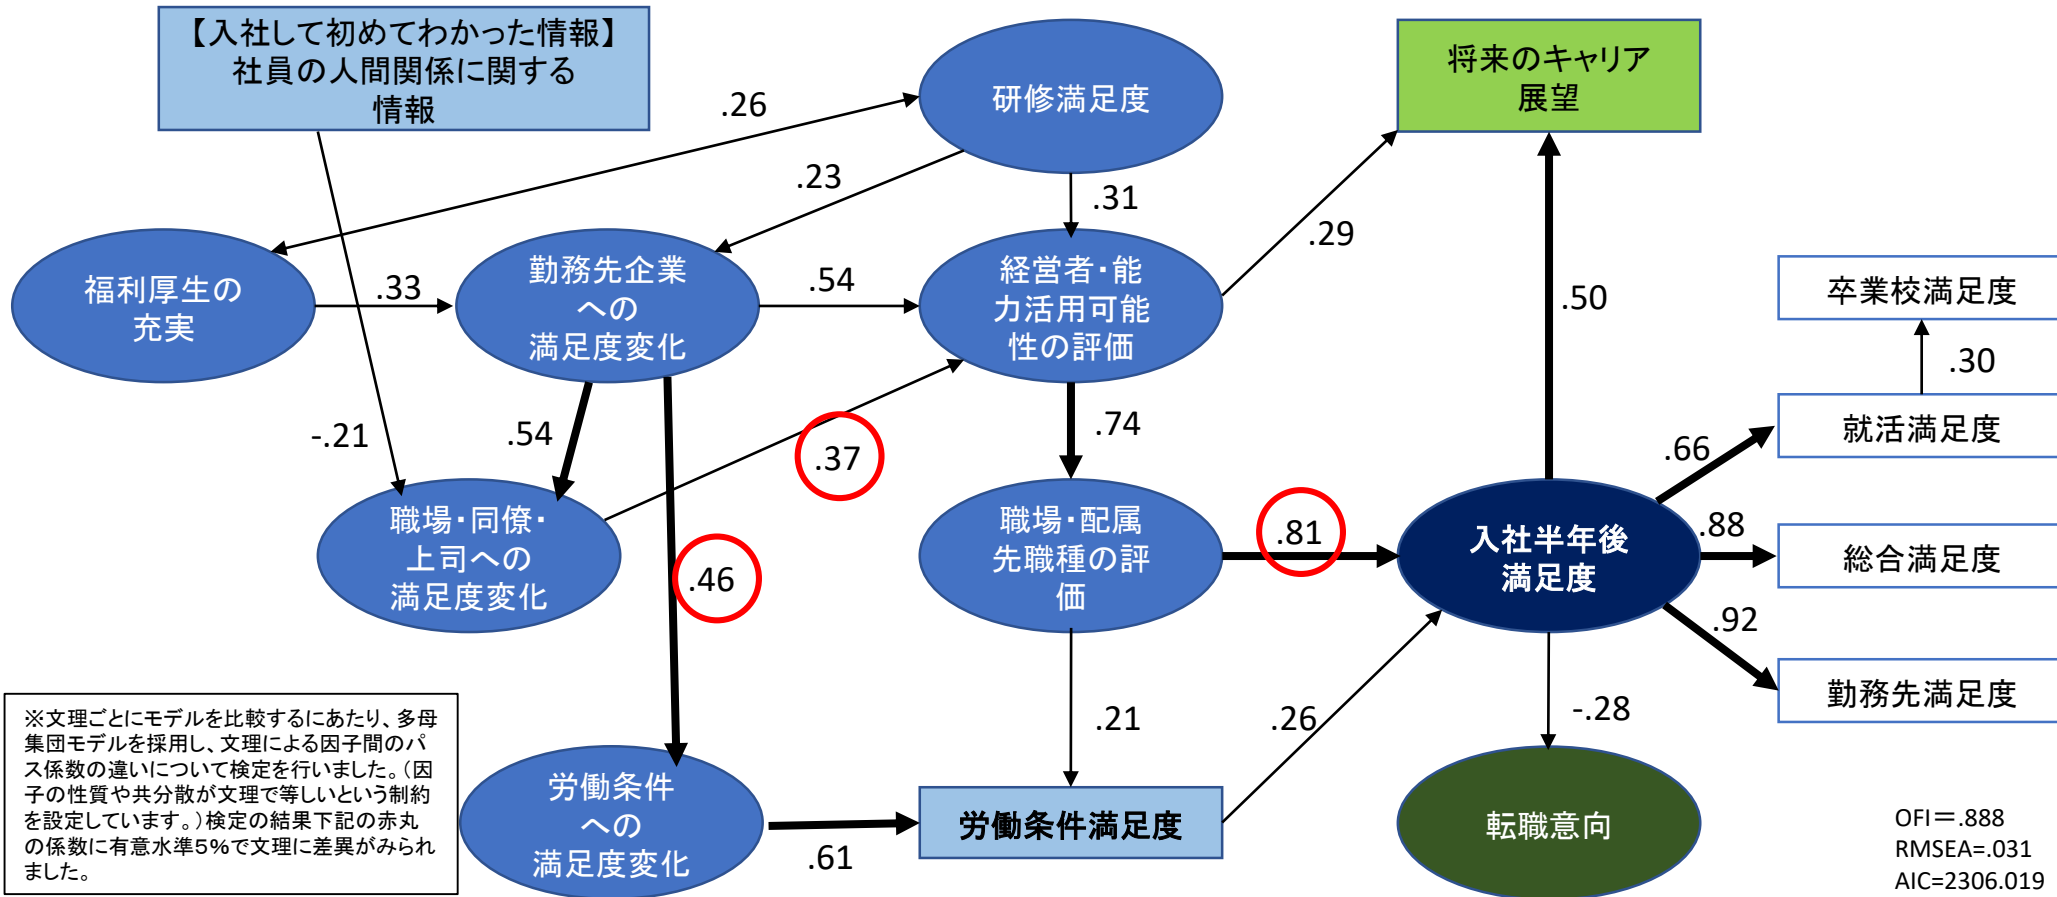 【入社して初めてわかった情報】
社員の人間関係に関する
情報
研修満足度
将来のキャリア
展望
.26
.23
.31
.29
福利厚生の
充実
.33
勤務先企業
への
満足度変化
.54
経営者・能
力活用可能
性の評価
.50
卒業校満足度
.30
就活満足度
-.21
.54
.37
.74
.66
職場・同僚・
上司への
満足度変化
.46
職場・配属
先職種の評
価
.81
入社半年後
満足度
.88
総合満足度
.92
勤務先満足度
.21
.26
-.28
※文理ごとにモデルを比較するにあたり、多母
集団モデルを採用し、文理による因子間のパ
ス係数の違いについて検定を行いました。（因
子の性質や共分散が文理で等しいという制約
を設定しています。）検定の結果下記の赤丸
の係数に有意水準5%で文理に差異がみられ
ました。
労働条件
への
満足度変化
.61
労働条件満足度
転職意向
OFI＝.888
RMSEA=.031
AIC=2306.019